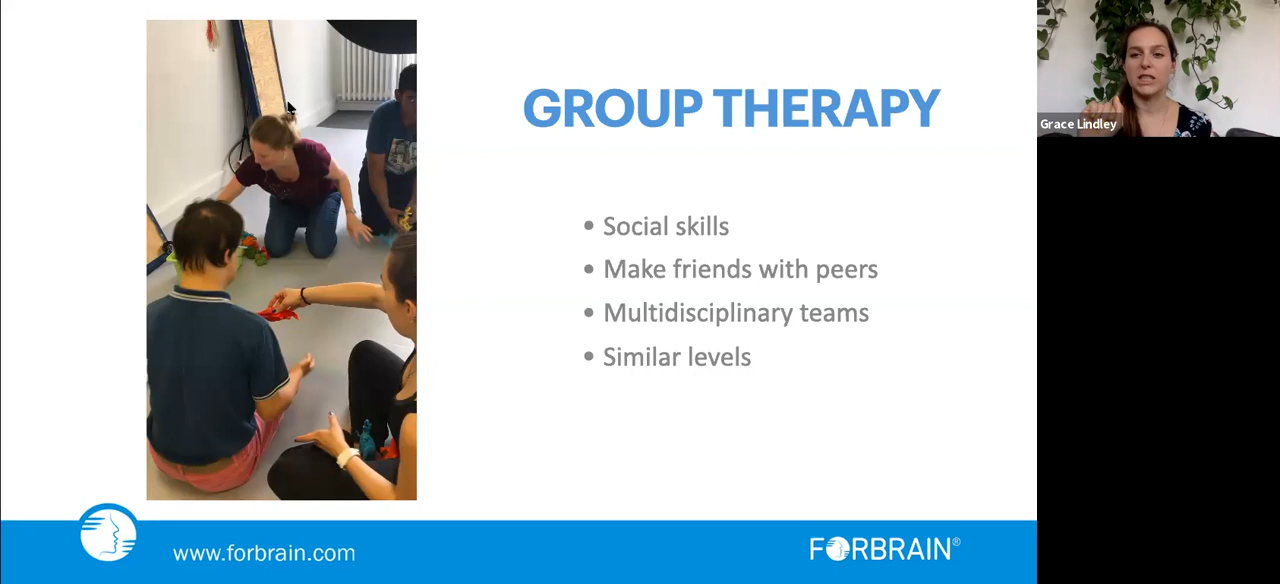 GROUP THERAPY
• Social skills
• Make friends with peers
• Multidisciplinary teams
• Similar levels
Grace Lindley
www.forbrain.com
FORBRAIN®